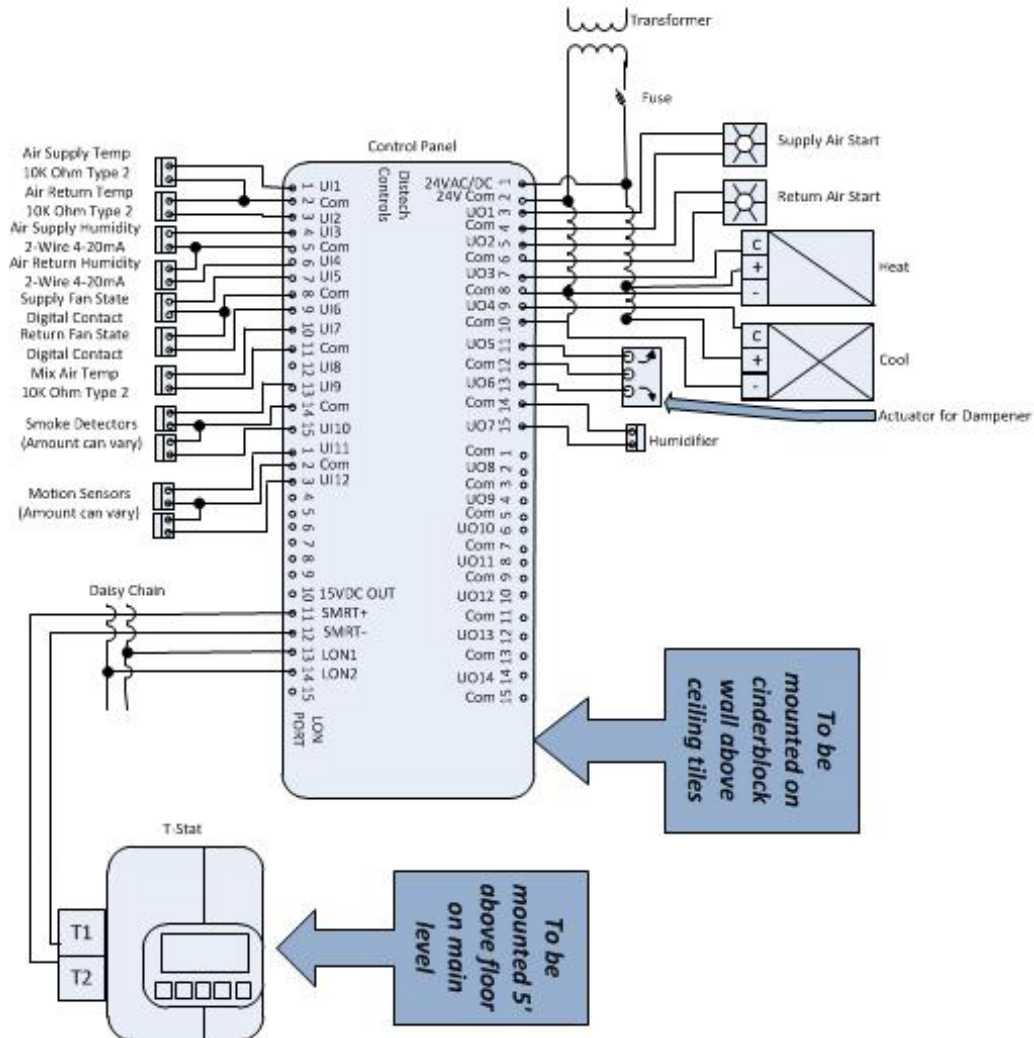 Transformer
Fuse
Control Panel
Distech
Controls
Air Supply Temp
10K Ohm Type 2
Air Return Temp
10K Ohm Type 2
Air Supply Humidity
2-Wire 4-20mA
Air Return Humidity
2-Wire 4-20mA
Supply Fan State
Digital Contact
Return Fan State
Digital Contact
Mix Air Temp
10K Ohm Type 2
Smoke Detectors
(Amount can vary)
Motion Sensors
(Amount can vary)
Daisy Chain
1 UI1
2 Com
3 UI2
4 UI3
5 Com
6 UI4
7 UI5
8 Com
9 UI6
10 UI7
11 Com
12 UI8
13 UI9
14 Com
15 UI10
1 UI11
2 Com
3 UI12
4
5
6
7
8
9
10 15VDC OUT
11 SMRT+
12 SMRT-
13 LON1
14 LON2
15
LON
PORT
24VAC/DC 1
24V Com 2
UO1 3
Com 4
UO2 5
Com 6
UO3 7
Com 8
UO4 9
Com 10
UO5 11
Com 12
UO6 13
Com 14
UO7 15
Com 1
UO8 2
Com 3
UO9 4
Com 5
UO10 6
Com 7
UO11 8
Com 9
UO12 10
Com 11
UO13 12
Com 13
UO14 14
Com 15
Supply Air Start
Return Air Start
C
+
-
Heat
C
+
-
Cool
Actuator for Dampener
Humidifier
To be
mounted on
cinderblock
wall above
ceiling tiles
T-Stat
T1
T2
To be
mounted 5'
above floor
on main
level